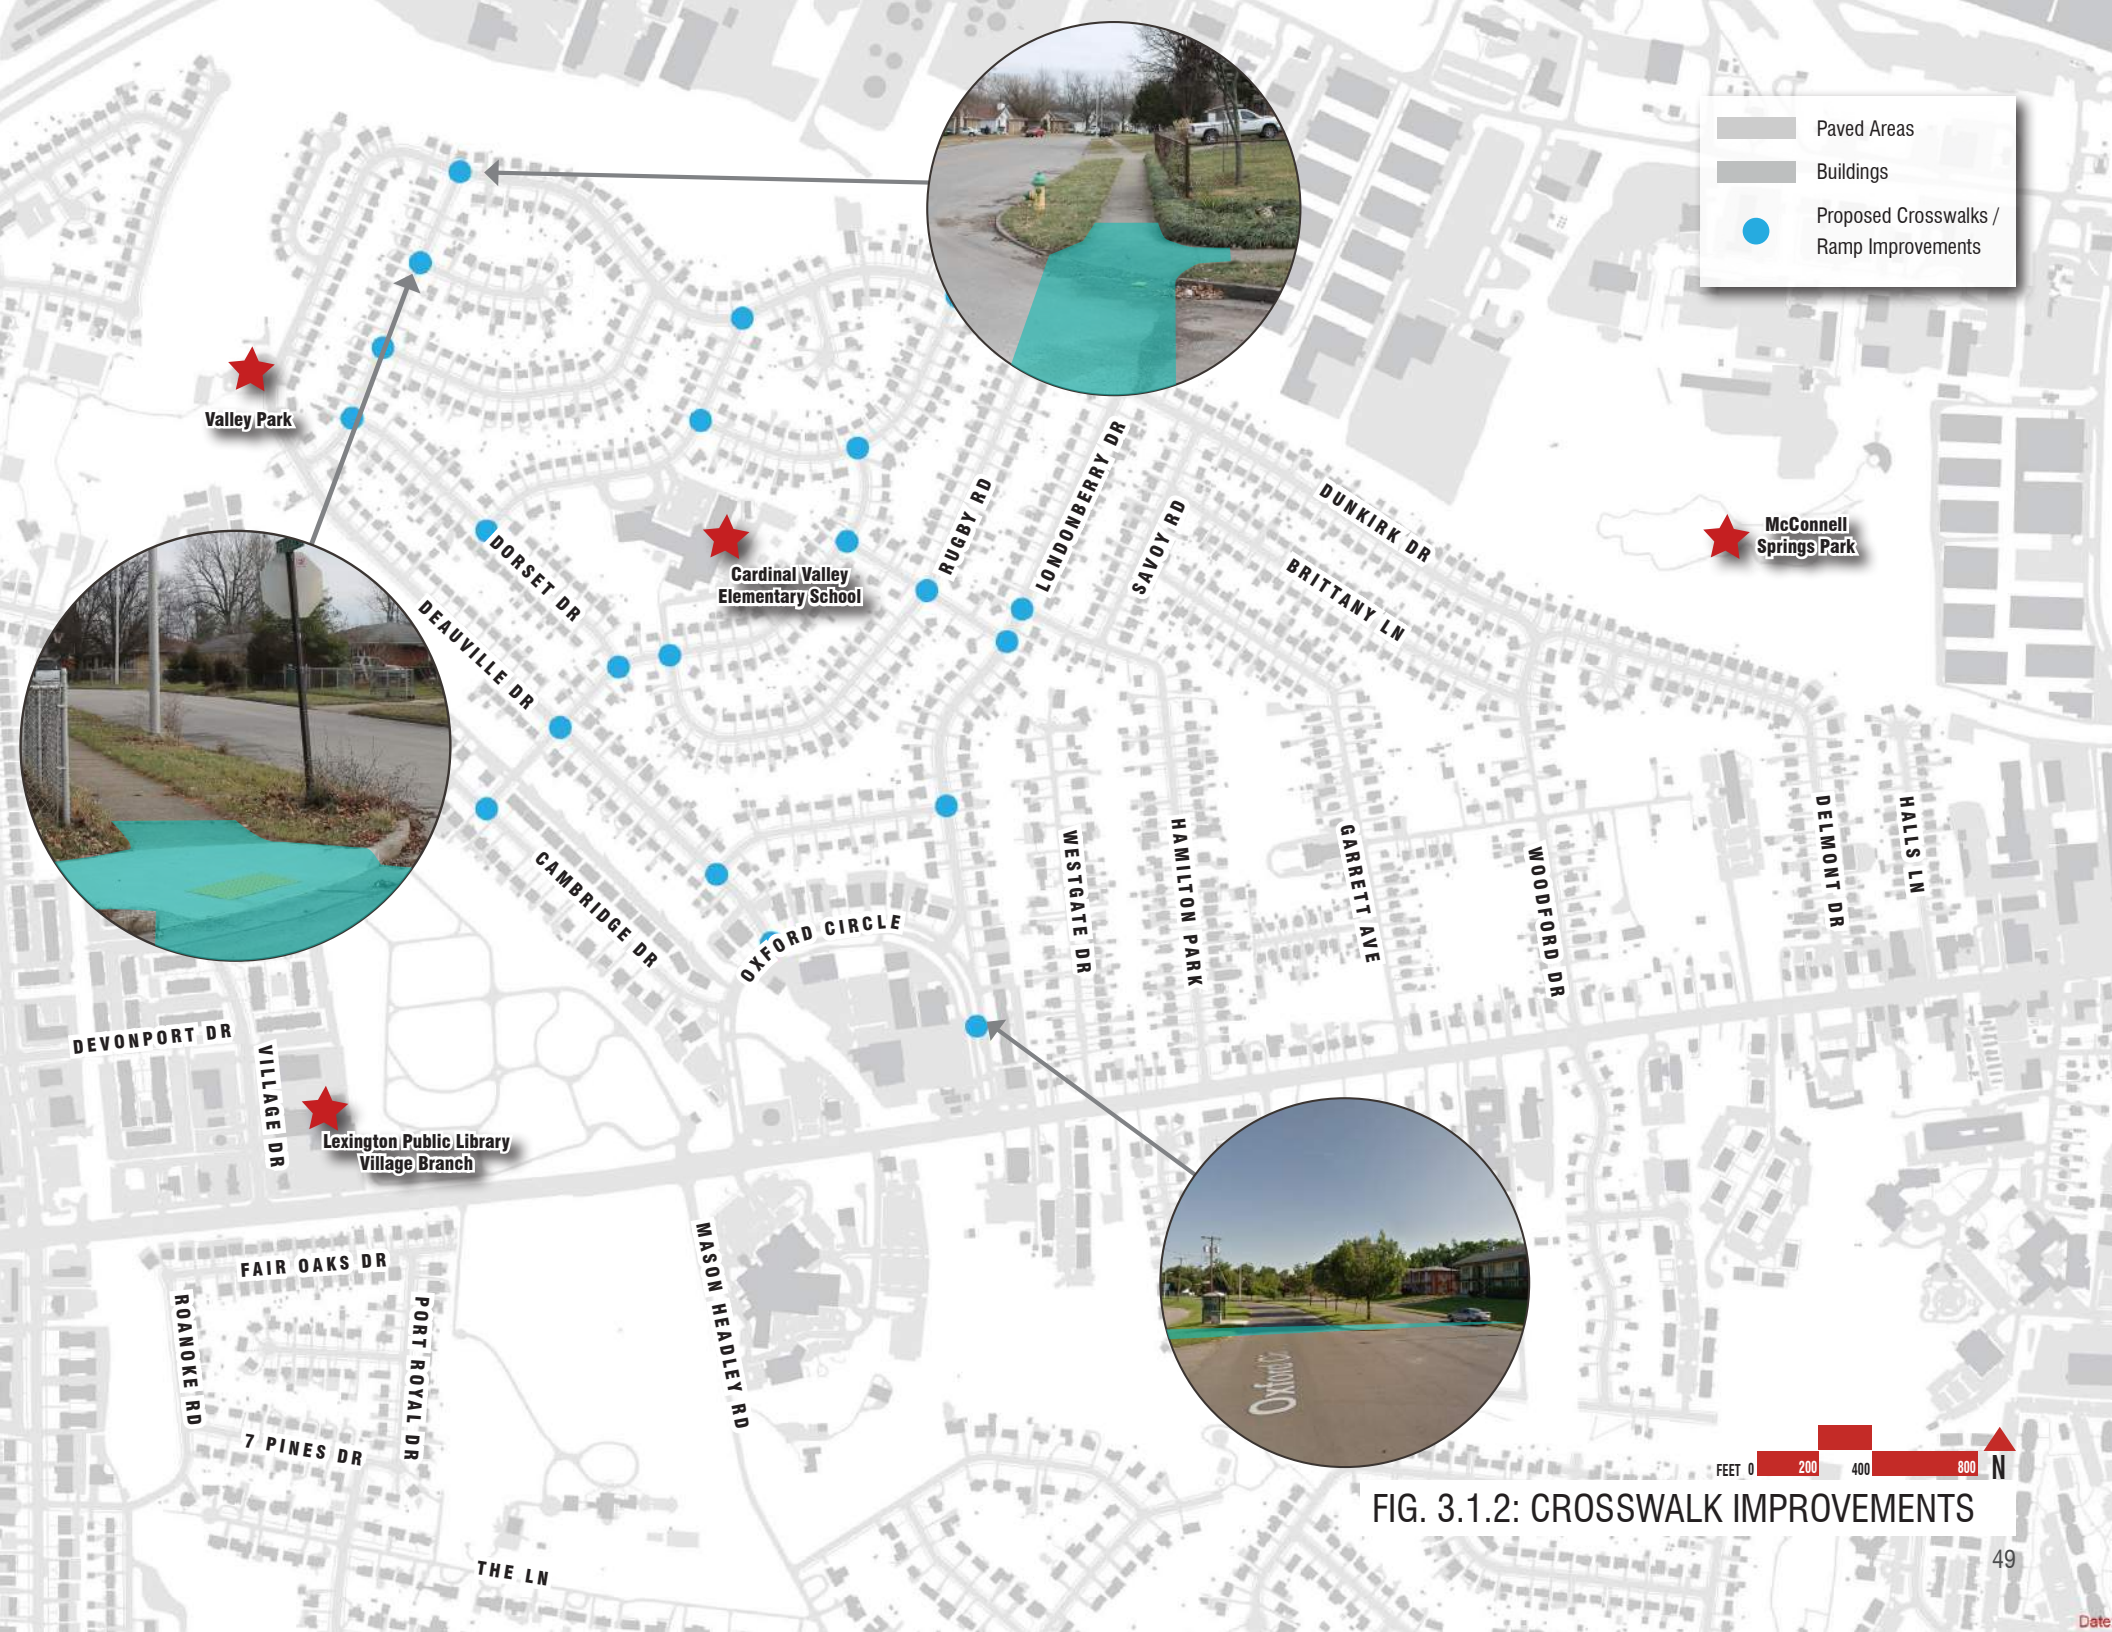 Paved Areas
Buildings
Proposed Crosswalks /
Ramp Improvements
Valley Park
DUNKIRK DR
LONDONBERRY DR
RUGBY RD
SAVOY RD
McConnell
Springs Park
DORSET DR
Cardinal Valley
Elementary School
BRITTANY LN
DEAUVILLE DR
CAMBRIDGE DR
OXFORD CIRCLE
WESTGATE DR
HAMILTON PARK
GARRETT AVE
WOODFORD DR
DELMONT DR
HALLS LN
DEVONPORT DR
VILLAGE DR
Lexington Public Library
Village Branch
FAIR OAKS DR
ROANOKE RD
PORT ROYAL DR
MASON HEADLEY RD
7 PINES DR
THE LN
Oxford Cir
FEET 0 200 400 800 N
FIG. 3.1.2: CROSSWALK IMPROVEMENTS
49
Date